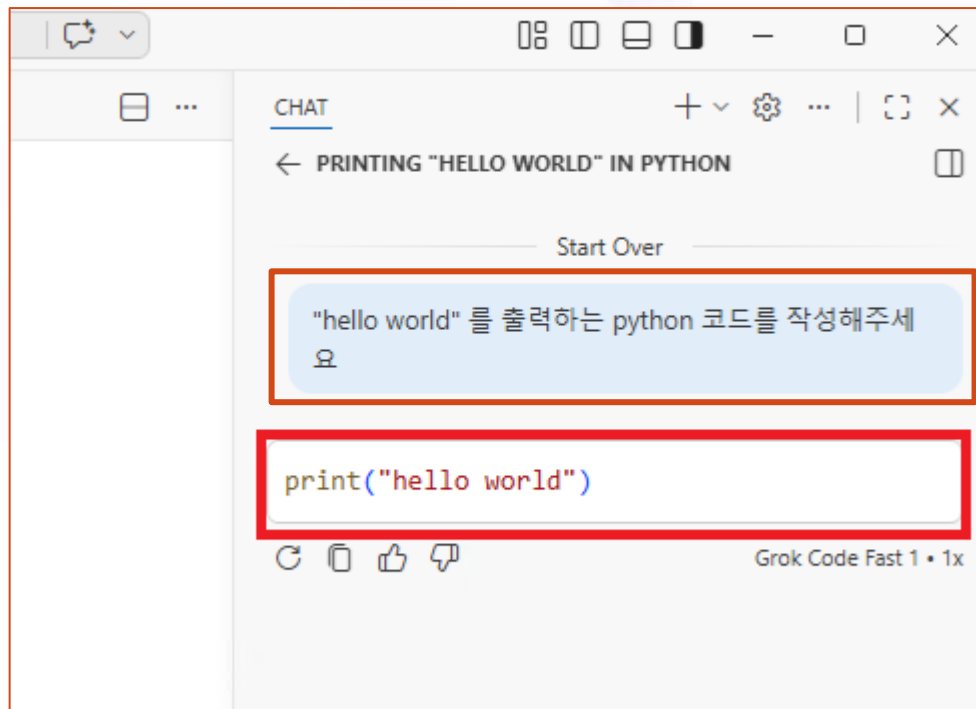 CHAT
PRINTING "HELLO WORLD" IN PYTHON
Start Over
"hello world" 를 출력하는 python 코드를 작성해주세
요
print("hello world")
Grok Code Fast 1 • 1x